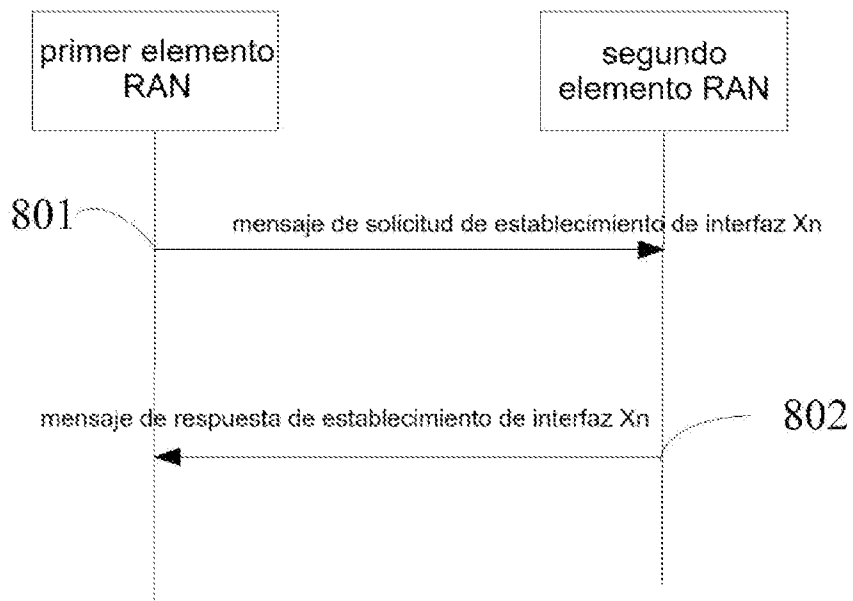 primer elemento
RAN
segundo
elemento RAN
801
mensaje de solicitud de establecimiento de interfaz Xn
mensaje de respuesta de establecimiento de interfaz Xn
802